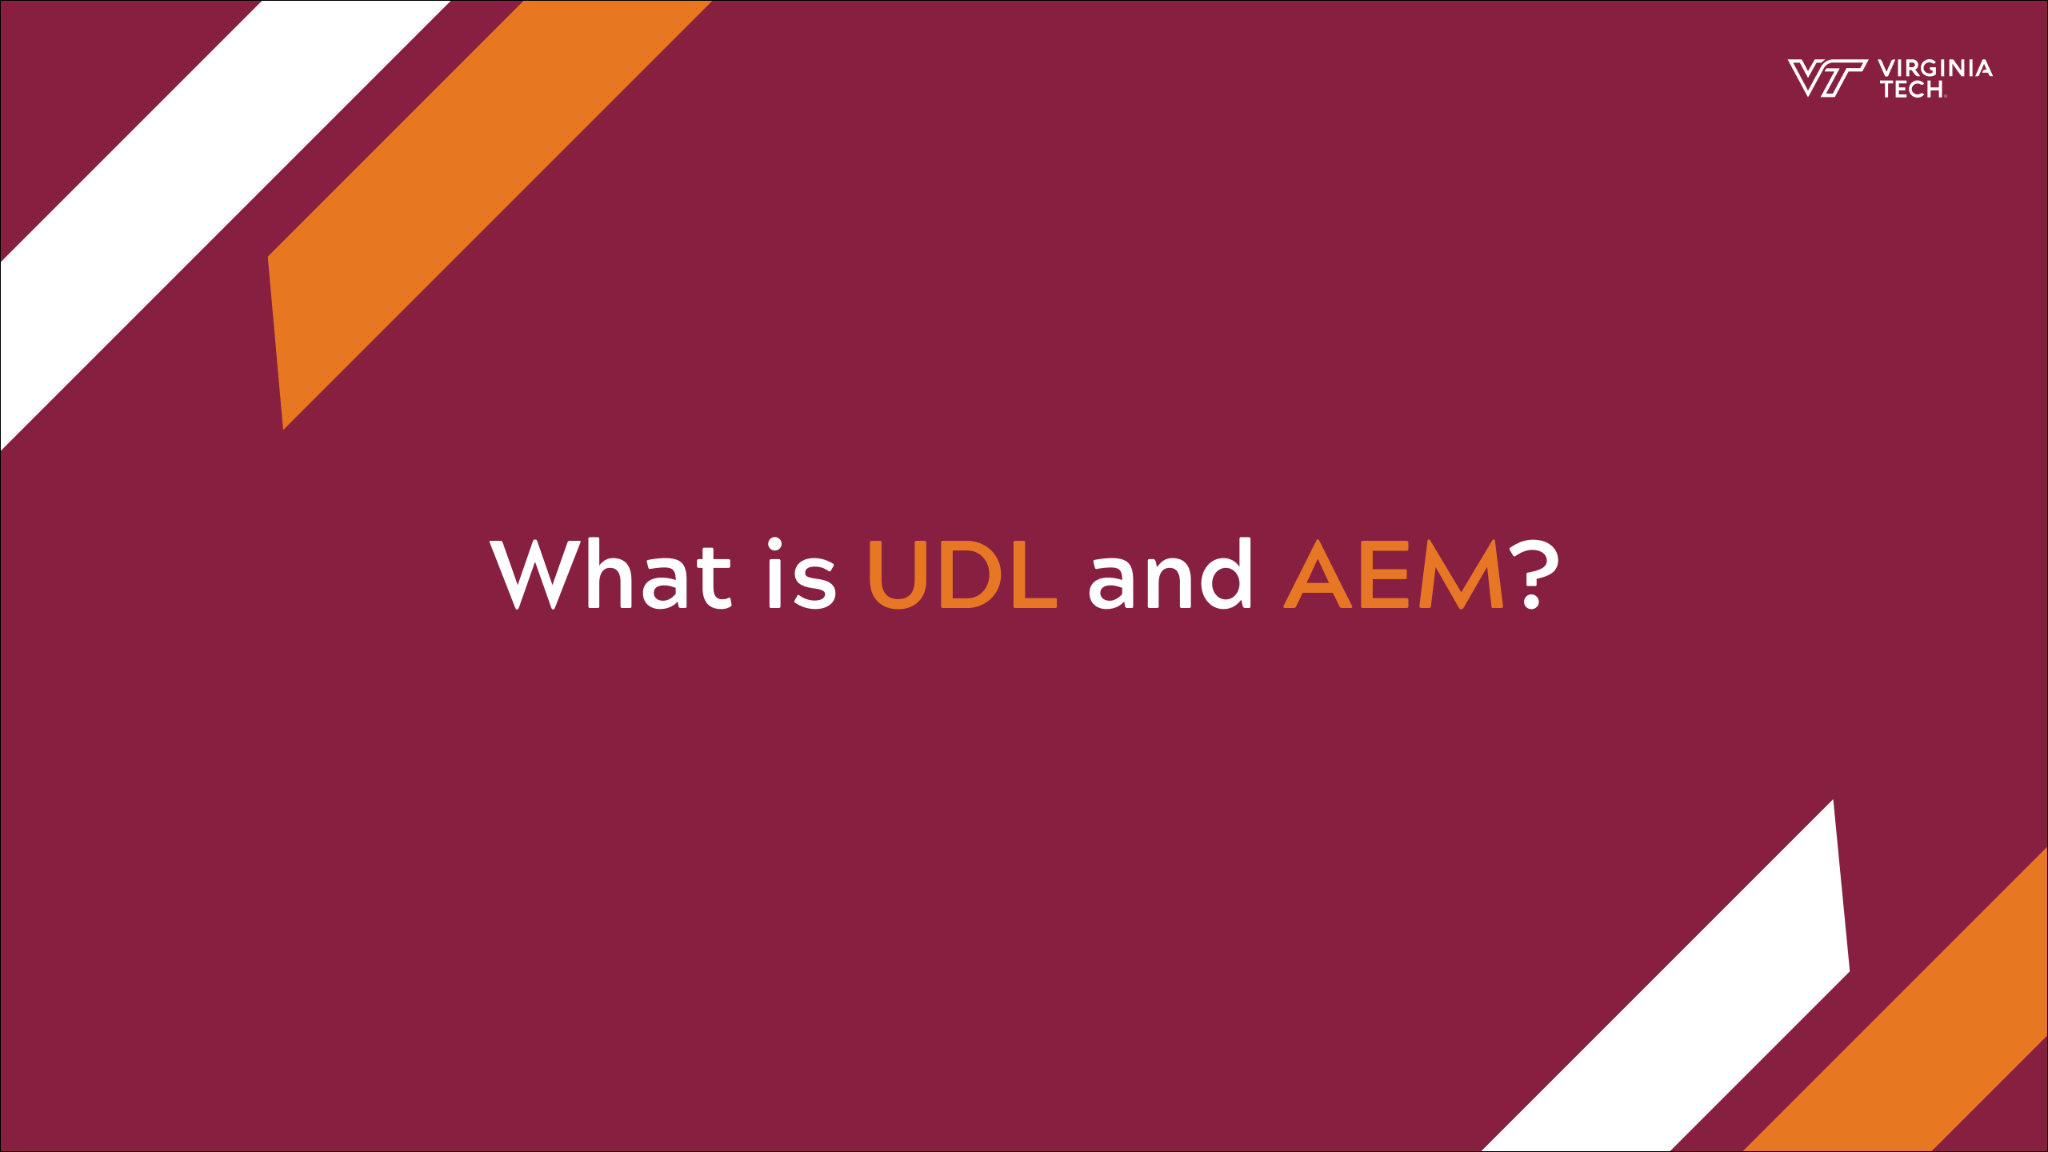 VIRGINIA
TECH
What is UDL and AEM?